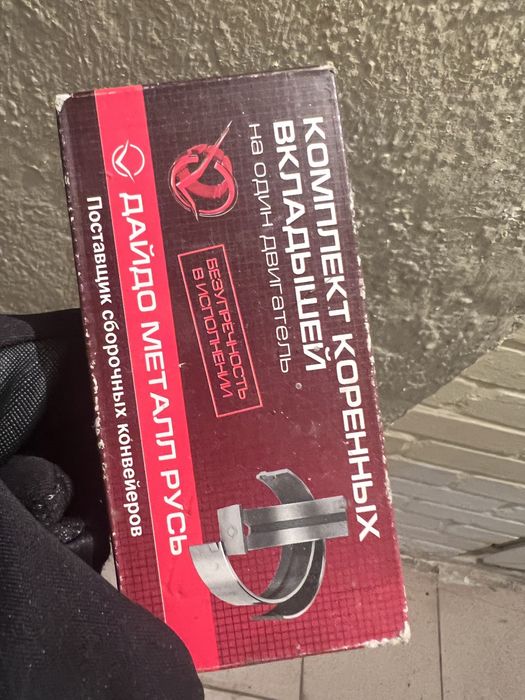 КОМПЛЕКТ КОРЕННЫХ
ВКЛАДЫШЕЙ
на один двигатель
БЕЗУПРЕЧНОСТЬ
В ИСПОЛНЕНИИ
ДАЙДО МЕТАЛЛ РУСЬ
Поставщик сборочных конвейеров